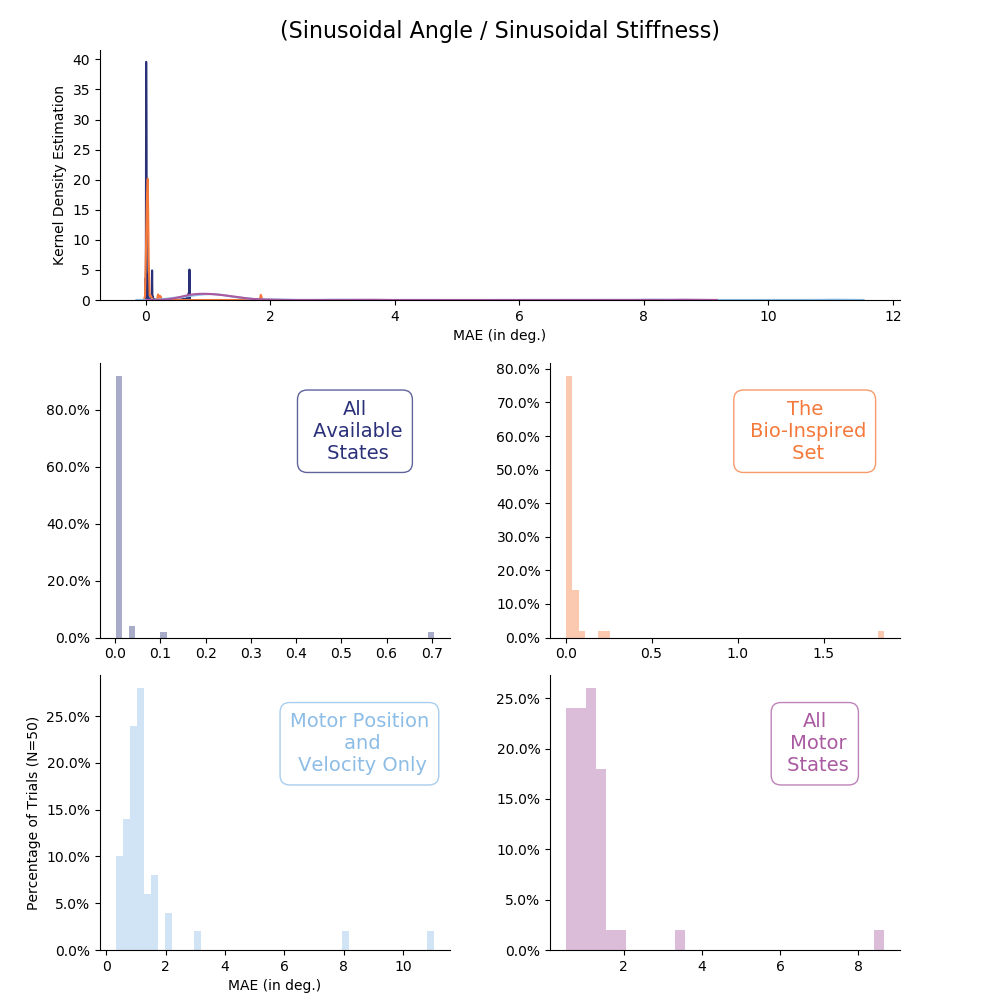 (Sinusoidal Angle / Sinusoidal Stiffness)
Kernel Density Estimation
40
35
30
25
20
15
10
5
0
0 2 4 6 8 10 12
MAE (in deg.)
80.0%
60.0%
40.0%
20.0%
0.0%
All
Available
States
0.0 0.1 0.2 0.3 0.4 0.5 0.6 0.7
80.0%
70.0%
60.0%
50.0%
40.0%
30.0%
20.0%
10.0%
0.0%
The
Bio-Inspired
Set
0.0 0.5 1.0 1.5
Percentage of Trials (N=50)
25.0%
20.0%
15.0%
10.0%
5.0%
0.0%
Motor Position
and
Velocity Only
0 2 4 6 8 10
MAE (in deg.)
25.0%
20.0%
15.0%
10.0%
5.0%
0.0%
All
Motor
States
2 4 6 8